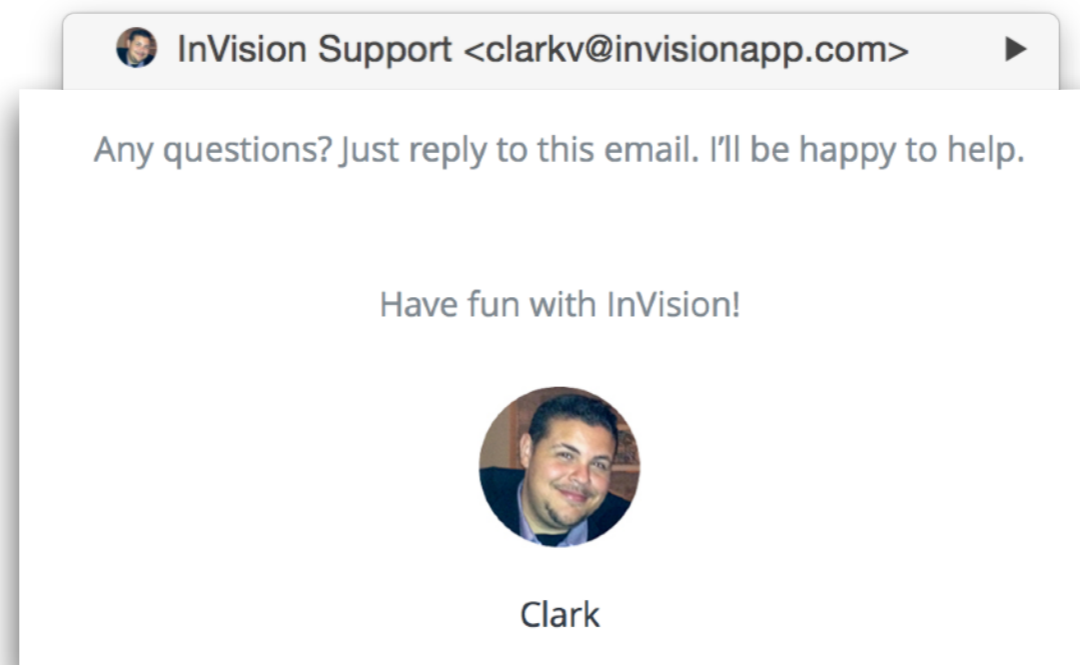 InVision Support <clarkv@invisionapp.com>
Any questions? Just reply to this email. I’ll be happy to help.
Have fun with InVision!
Clark